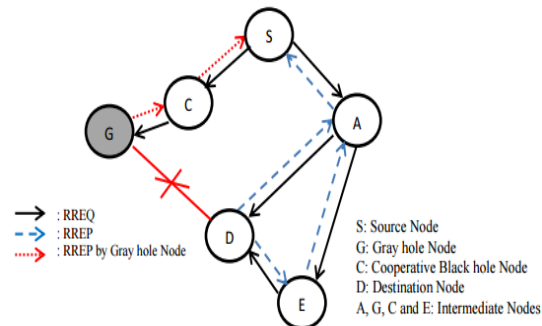 S
C
A
G
D
E
: RREQ
: RREP
: RREP by Gray hole Node
S: Source Node
G: Gray hole Node
C: Cooperative Black hole Node
D: Destination Node
A, G, C and E: Intermediate Nodes